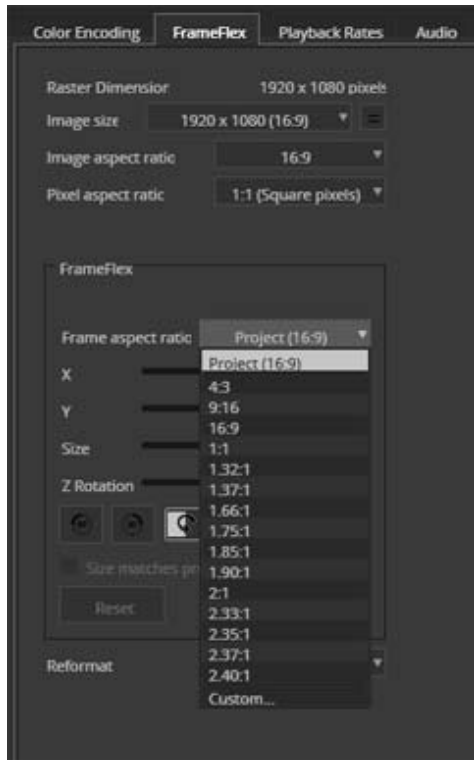 Color Encoding FrameFlex Playback Rates Audio
Raster Dimension 1920 x 1080 pixels
Image size 1920 x 1080 (16:9)
Image aspect ratio 16:9
Pixel aspect ratio 1:1 (Square pixels)
FrameFlex
Frame aspect ratio Project (16:9)
Project (16:9)
X
4:3
Y
9:16
16:9
Size
1:1
1.32:1
Z Rotation
1.37:1
1.66:1
1.75:1
Size matches pr
1.85:1
1.90:1
Reset
2:1
2.33:1
2.35:1
Reformat
2.37:1
2.40:1
Custom...